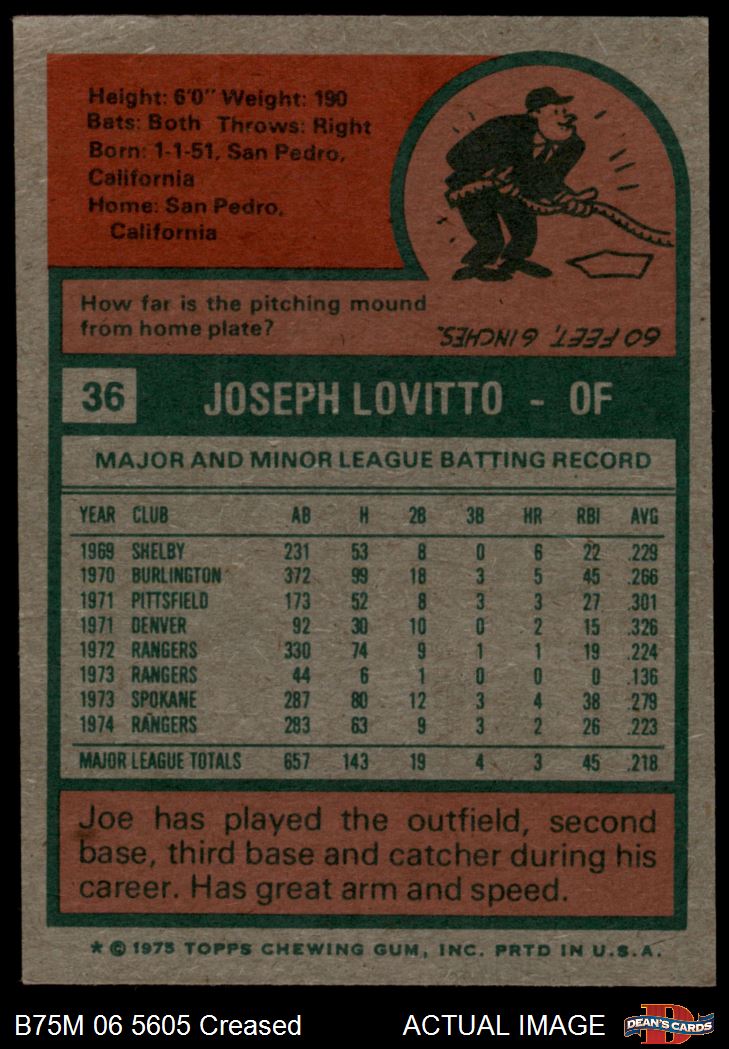 Height: 6'0" Weight: 190
Bats: Both Throws: Right
Born: 1-1-51, San Pedro,
California
Home: San Pedro,
California
How far is the pitching mound
from home plate?
60 FEET, 6 INCHES.
36 JOSEPH LOVITTO - OF
MAJOR AND MINOR LEAGUE BATTING RECORD
YEAR CLUB AB H 2B 3B HR RBI AVG
1969 SHELBY 231 53 8 0 6 22 .229
1970 BURLINGTON 372 99 18 3 5 45 .266
1971 PITTSFIELD 173 52 8 3 3 27 .301
1971 DENVER 92 30 10 0 2 15 .326
1972 RANGERS 330 74 9 1 1 19 .224
1973 RANGERS 44 6 1 0 0 0 .136
1973 SPOKANE 287 80 12 3 4 38 .279
1974 RANGERS 283 63 9 3 2 26 .223
MAJOR LEAGUE TOTALS 657 143 19 4 3 45 .218
Joe has played the outfield, second
base, third base and catcher during his
career. Has great arm and speed.
* © 1975 TOPPS CHEWING GUM, INC. PRTD IN U.S.A.
B75M 06 5605 Creased ACTUAL IMAGE
D
DEAN'S CARDS